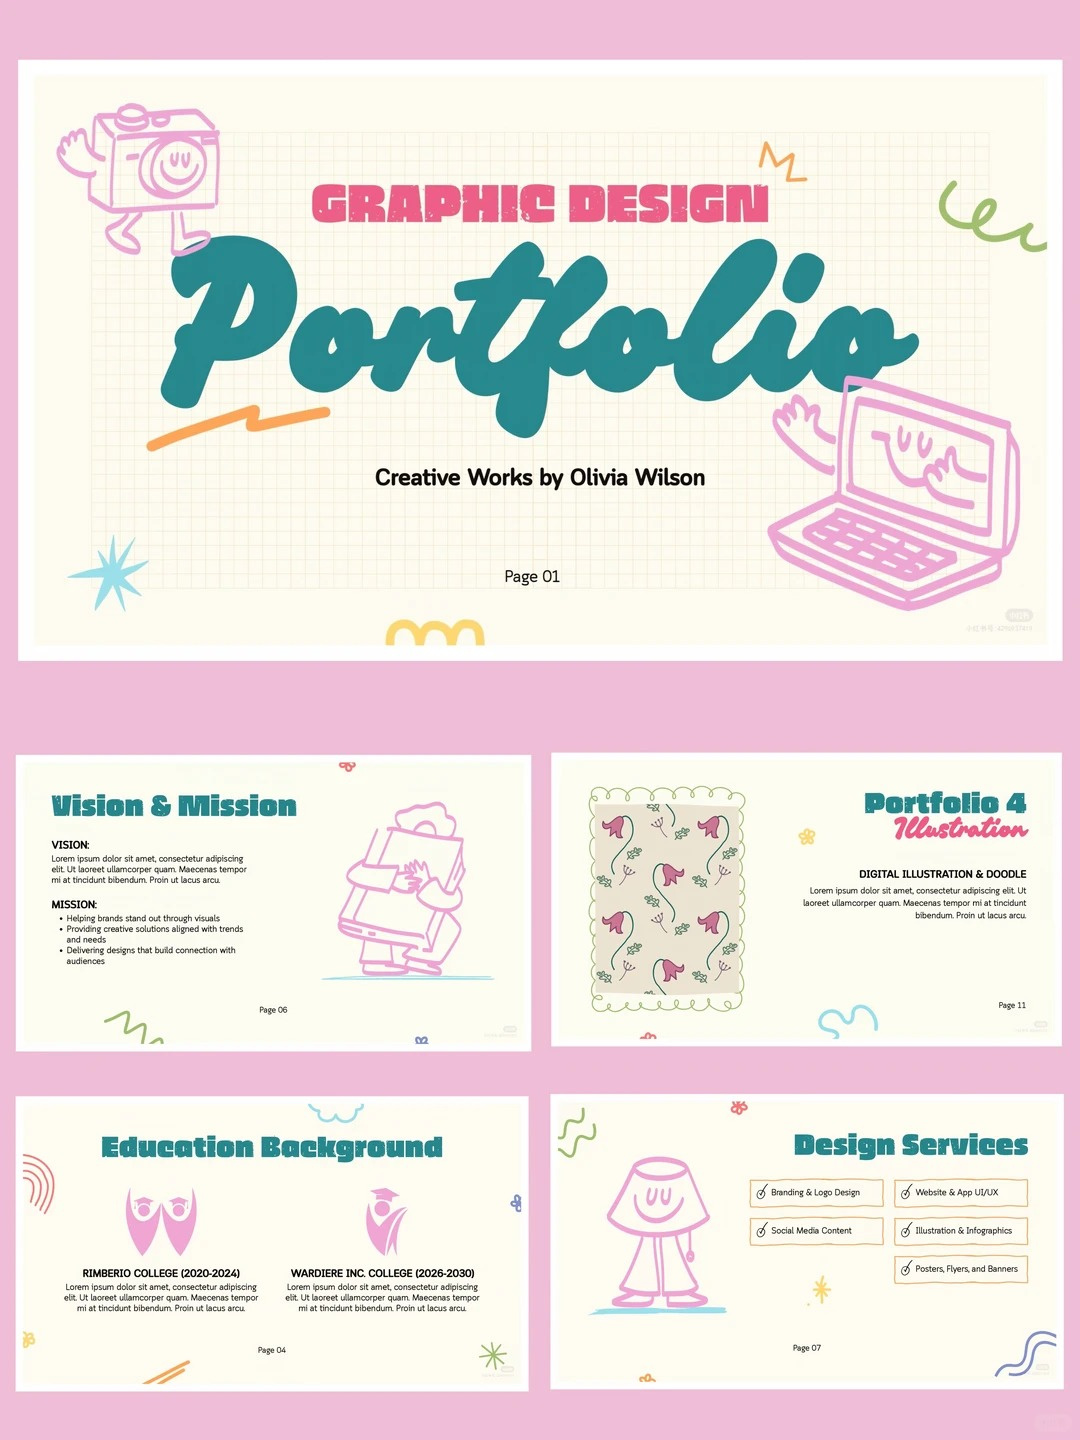 GRAPHIC DESIGN
Portfolio
Creative Works by Olivia Wilson
Page 01
Vision & Mission
VISION:
Lorem ipsum dolor sit amet, consectetur adipiscing
elit. Ut laoreet ullamcorper quam. Maecenas tempor
mi at tincidunt bibendum. Proin ut lacus arcu.
MISSION:
• Helping brands stand out through visuals
• Providing creative solutions aligned with trends
and needs
• Delivering designs that build connection with
audiences
Page 06
Portfolio 4
Illustration
DIGITAL ILLUSTRATION & DOODLE
Lorem ipsum dolor sit amet, consectetur adipiscing elit. Ut
laoreet ullamcorper quam. Maecenas tempor mi at tincidunt
bibendum. Proin ut lacus arcu.
Page 11
Education Background
RIMBERIO COLLEGE (2020-2024)
Lorem ipsum dolor sit amet, consectetur adipiscing
elit. Ut laoreet ullamcorper quam. Maecenas tempor
mi at tincidunt bibendum. Proin ut lacus arcu.
WARDIERE INC. COLLEGE (2026-2030)
Lorem ipsum dolor sit amet, consectetur adipiscing
elit. Ut laoreet ullamcorper quam. Maecenas tempor
mi at tincidunt bibendum. Proin ut lacus arcu.
Page 04
Design Services
Branding & Logo Design
Website & App UI/UX
Social Media Content
Illustration & Infographics
Posters, Flyers, and Banners
Page 07